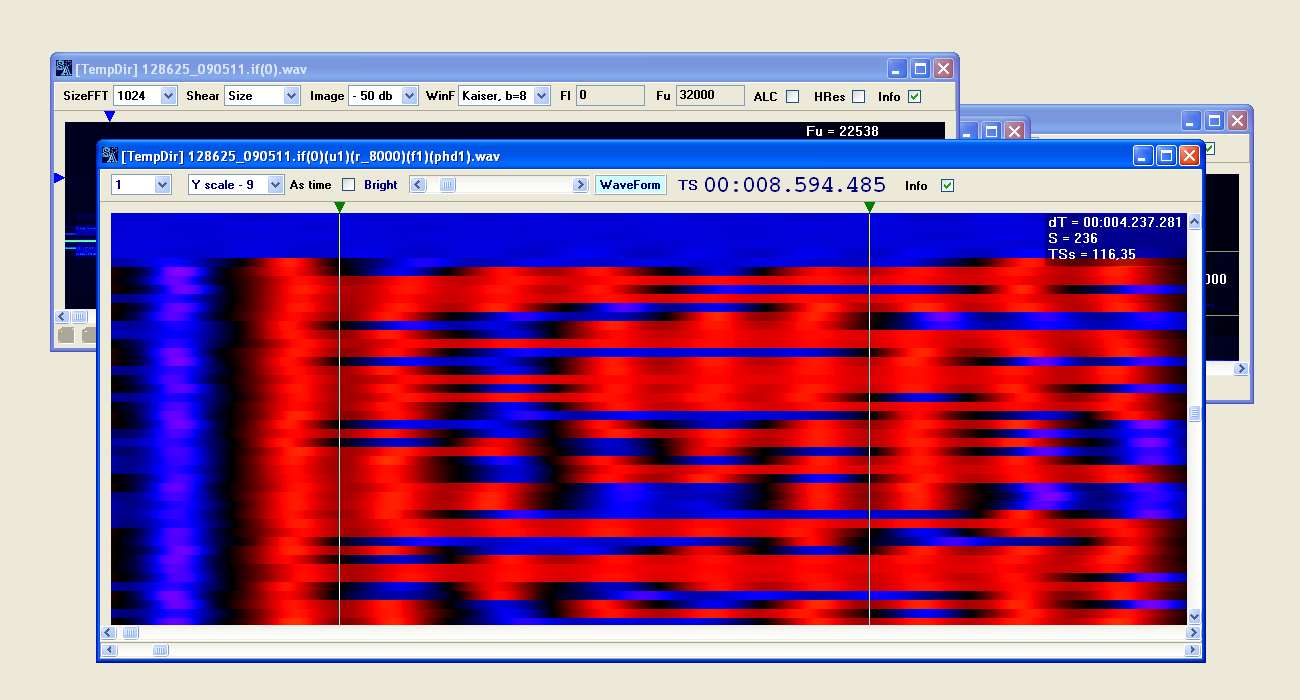 [TempDir] 128625_090511.if(0).wav
SizeFFT 1024 Shear Size Image - 50 db WinF Kaiser, b=8 Fl 0 Fu 32000 ALC HRes Info
Fu = 22538
[TempDir] 128625_090511.if(0)(u1)(r_8000)(f1)(phd1).wav
1 Y scale - 9 As time Bright WaveForm TS 00:008.594.485 Info
dT = 00:004.237.281
S = 236
TSs = 116,35
000